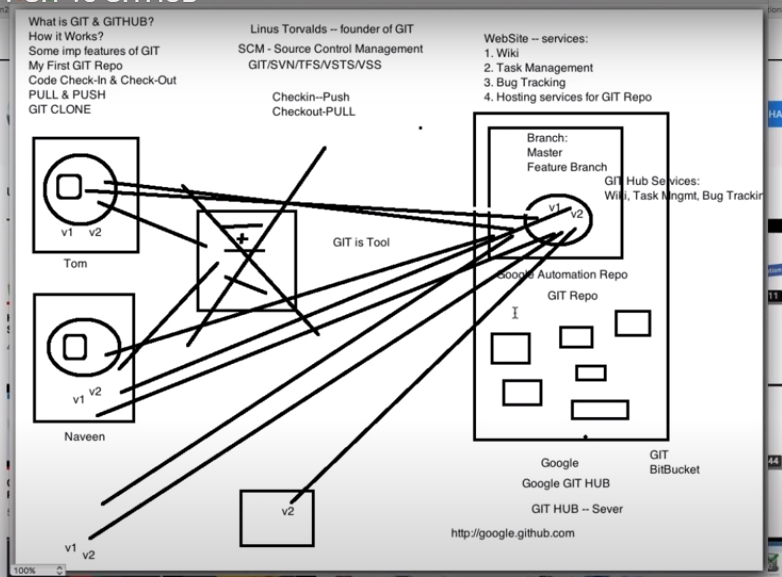 What is GIT & GITHUB?
How it Works?
Some imp features of GIT
My First GIT Repo
Code Check-In & Check-Out
PULL & PUSH
GIT CLONE
Linus Torvalds -- founder of GIT
SCM - Source Control Management
GIT/SVN/TFS/VSTS/VSS
Checkin--Push
Checkout-PULL
WebSite -- services:
1. Wiki
2. Task Management
3. Bug Tracking
4. Hosting services for GIT Repo
Branch:
Master
Feature Branch
GIT Hub Services:
Wiki, Task Mngmt, Bug Trackin
v1
v2
v1 v2
Tom
GIT is Tool
Google Automation Repo
GIT Repo
v1 v2
Naveen
Google
GIT
BitBucket
Google GIT HUB
GIT HUB -- Sever
http://google.github.com
v2
v1
v2
100%
HA
11
44